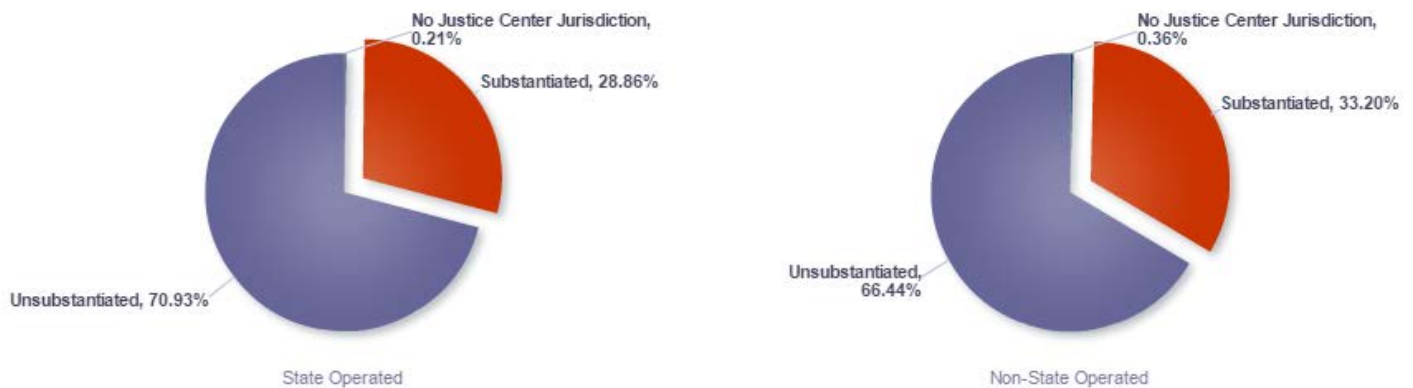 No Justice Center Jurisdiction,
0.21%
Substantiated, 28.86%
Unsubstantiated, 70.93%
State Operated
No Justice Center Jurisdiction,
0.36%
Substantiated, 33.20%
Unsubstantiated,
66.44%
Non-State Operated